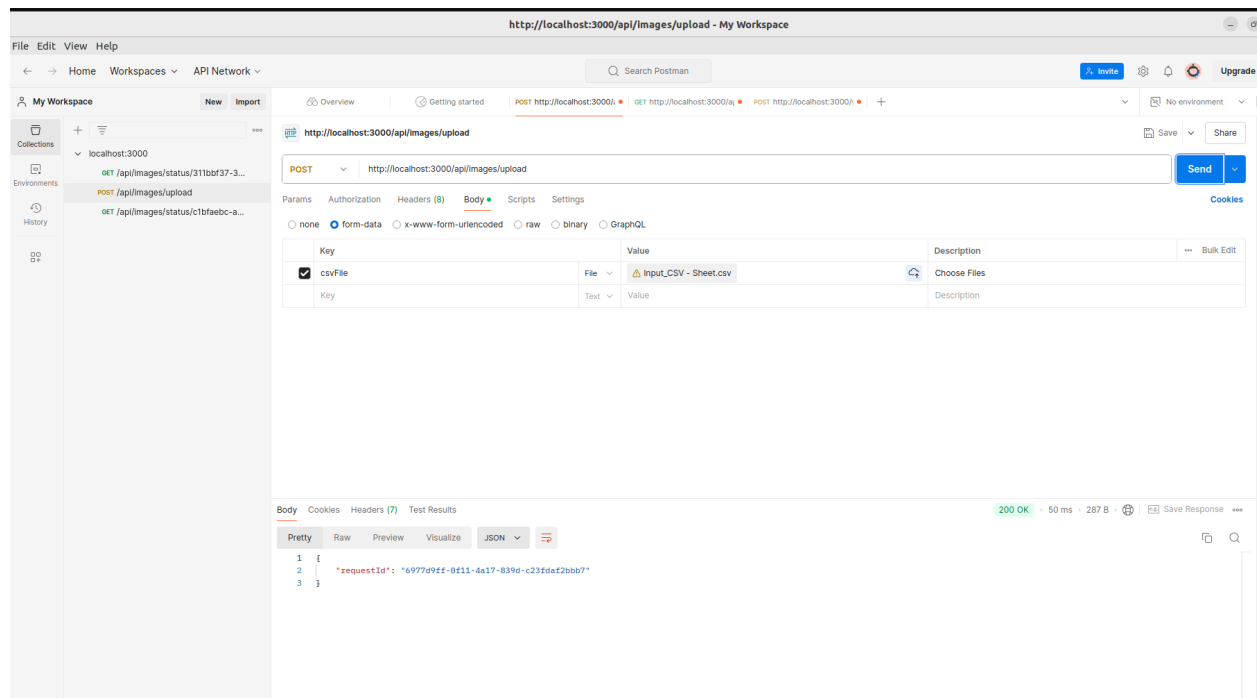 http://localhost:3000/api/images/upload - My Workspace
File Edit View Help
Home Workspaces API Network Search Postman Invite Upgrade
My Workspace New Import Overview Getting started POST http://localhost:3000/ GET http://localhost:3000/ POST http://localhost:3000/ No environment
Collections
Environments
History
localhost:3000
GET /api/images/status/311bbf37-3...
POST /api/images/upload
GET /api/images/status/c1bfaebc-a...
HTTP http://localhost:3000/api/images/upload Save Share
POST http://localhost:3000/api/images/upload Send
Params Authorization Headers (8) Body Scripts Settings Cookies
none form-data x-www-form-urlencoded raw binary GraphQL
Key Value Description Bulk Edit
csvFile File Input_CSV - Sheet.csv Choose Files
Key Text Value Description
Body Cookies Headers (7) Test Results 200 OK 50 ms 287 B Save Response
Pretty Raw Preview Visualize JSON
1 {
2 "requestId": "6977d9ff-0f11-4a17-839d-c23fdaf2bbb7"
3 }